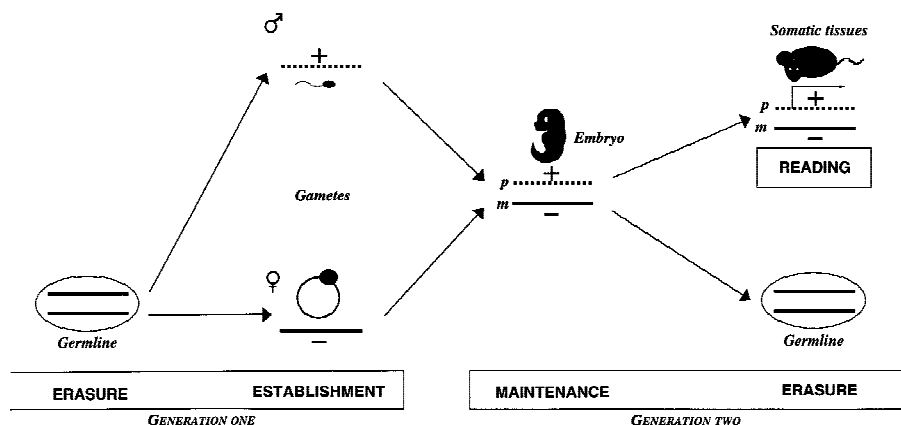 ♂
+
Gametes
♀
−
Germline
Embryo
+
p
m
−
Somatic tissues
+
p
m
−
READING
Germline
ERASURE ESTABLISHMENT
MAINTENANCE ERASURE
GENERATION ONE
GENERATION TWO